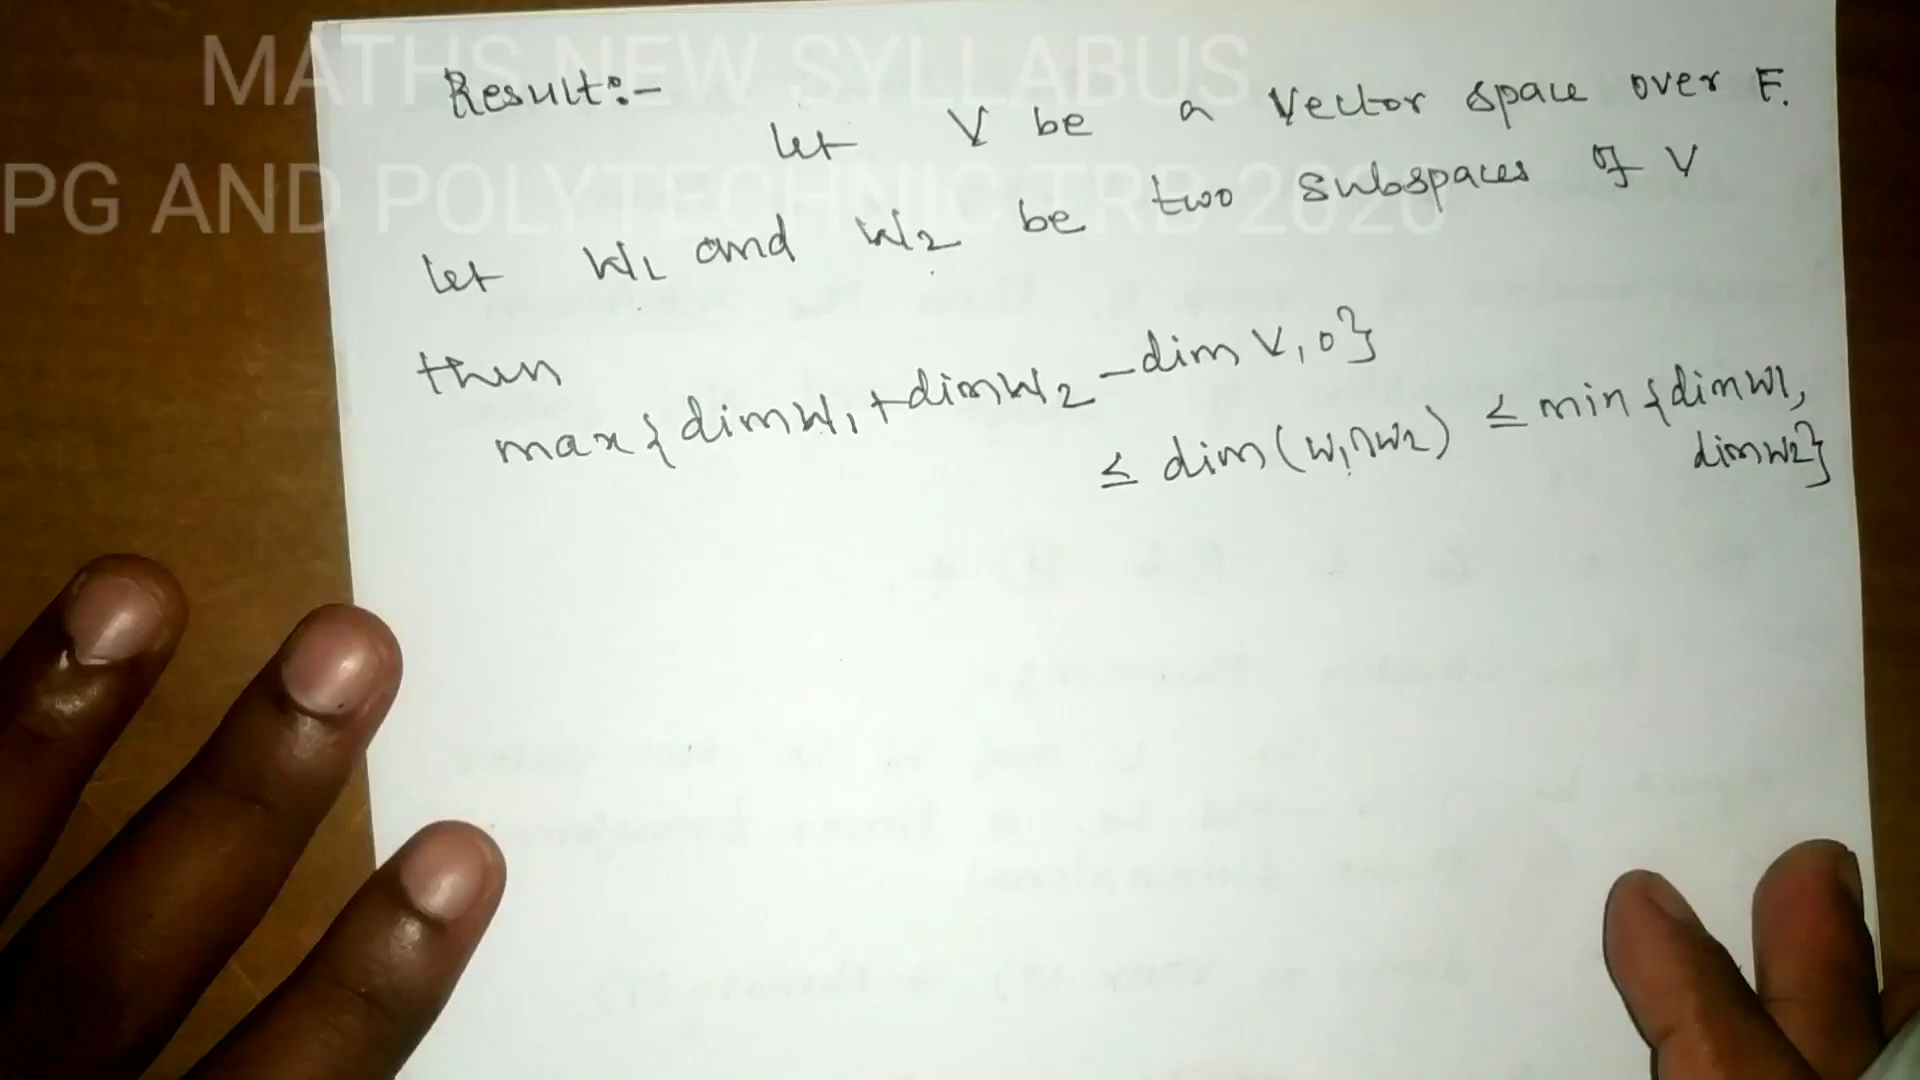 MATHS NEW SYLLABUS
PG AND POLYTECHNIC TRB 2020
Result:-
let V be a Vector space over F.
let W1 and W2 be two subspaces of V
then
max{dimW1+dimW2-dim V, 0}
≤ dim(W1∩W2) ≤ min{dimW1,
dimW2}